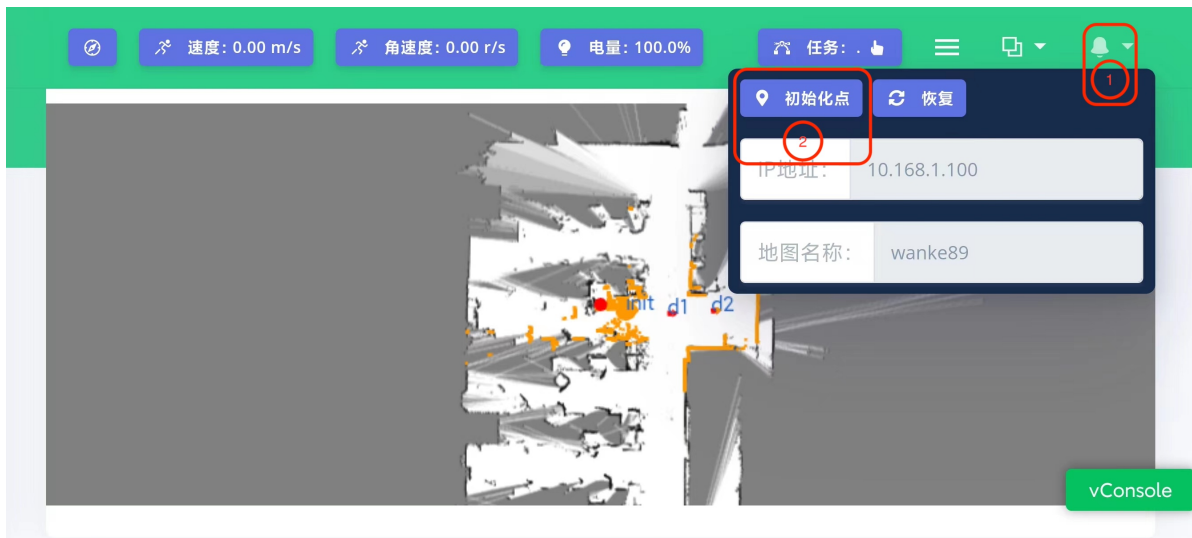 速度: 0.00 m/s
角速度: 0.00 r/s
电量: 100.0%
任务: .
1
初始化点
恢复
2
IP地址:
10.168.1.100
地图名称:
wanke89
init
d1
d2
vConsole